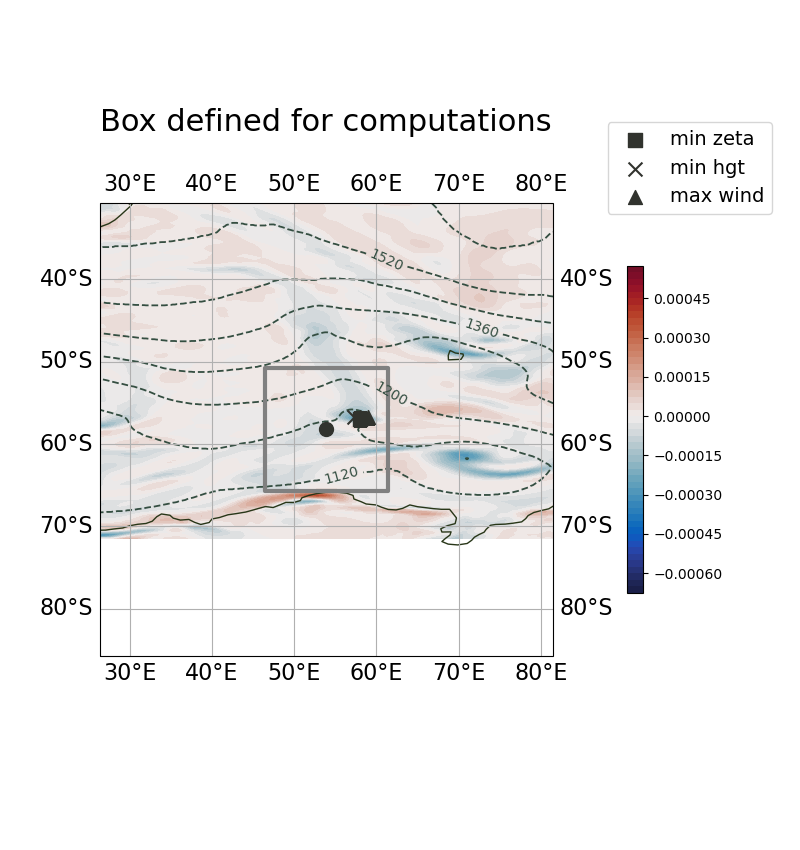 Box defined for computations
min zeta
min hgt
max wind
30°E 40°E 50°E 60°E 70°E 80°E
1520
40°S 40°S
1360
50°S 50°S
1200
60°S 60°S
1120
70°S 70°S
80°S 80°S
30°E 40°E 50°E 60°E 70°E 80°E
0.00045
0.00030
0.00015
0.00000
−0.00015
−0.00030
−0.00045
−0.00060